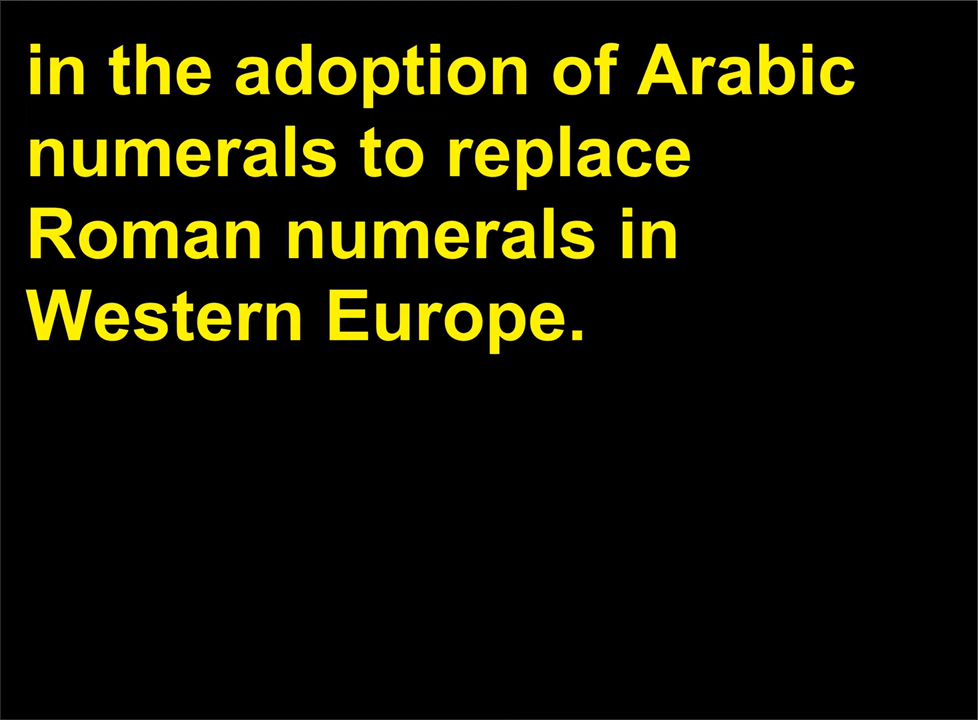 in the adoption of Arabic
numerals to replace
Roman numerals in
Western Europe.